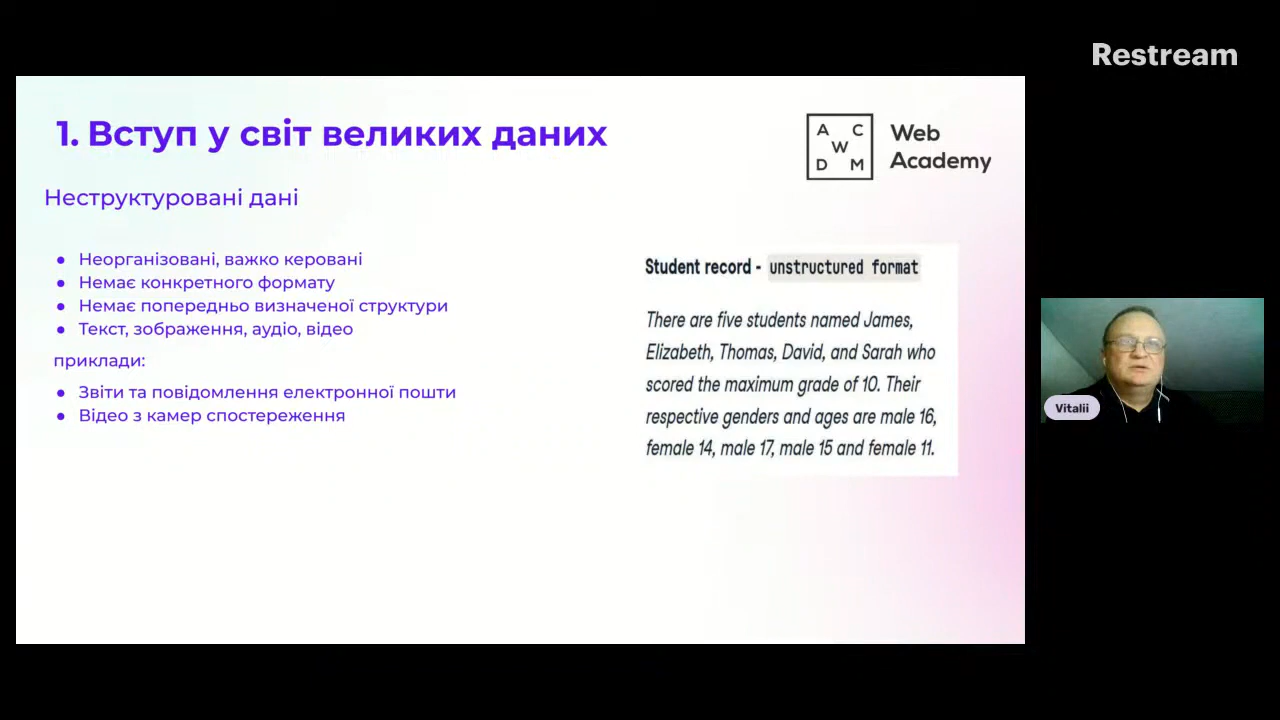 Restream
1. Вступ у світ великих даних
A C
W
D M
Web
Academy
Неструктуровані дані
● Неорганізовані, важко керовані
● Немає конкретного формату
● Немає попередньо визначеної структури
● Текст, зображення, аудіо, відео
приклади:
● Звіти та повідомлення електронної пошти
● Відео з камер спостереження
Student record - unstructured format
There are five students named James,
Elizabeth, Thomas, David, and Sarah who
scored the maximum grade of 10. Their
respective genders and ages are male 16,
female 14, male 17, male 15 and female 11.
Vitalii